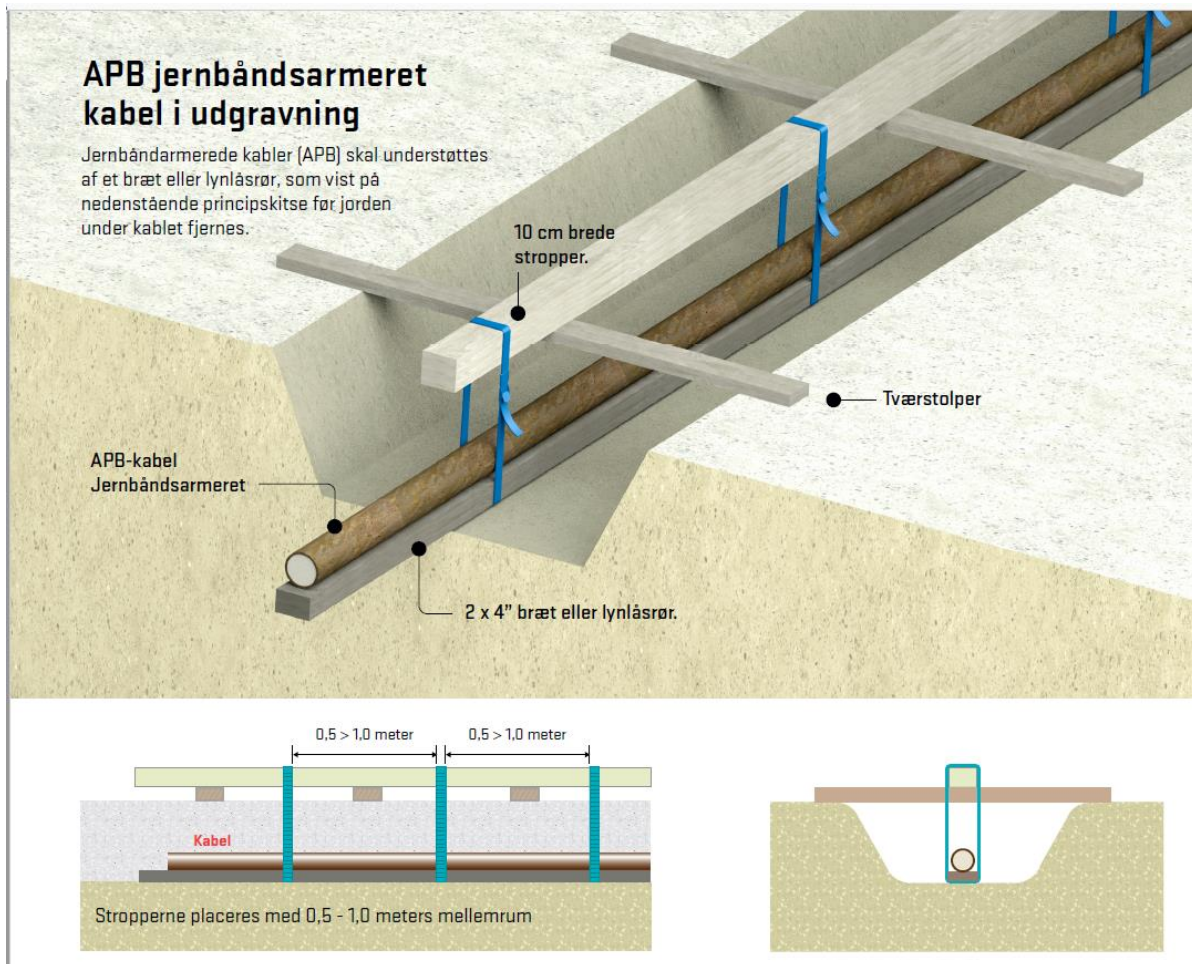 APB jernbåndsarmeret
kabel i udgravning
Jernbåndarmerede kabler (APB) skal understøttes
af et bræt eller lynlåsrør, som vist på
nedenstående principskitse før jorden
under kablet fjernes.
10 cm brede
stropper.
Tværstolper
APB-kabel
Jernbåndsarmeret
2 x 4” bræt eller lynlåsrør.
0,5 > 1,0 meter
0,5 > 1,0 meter
Kabel
Stropperne placeres med 0,5 - 1,0 meters mellemrum